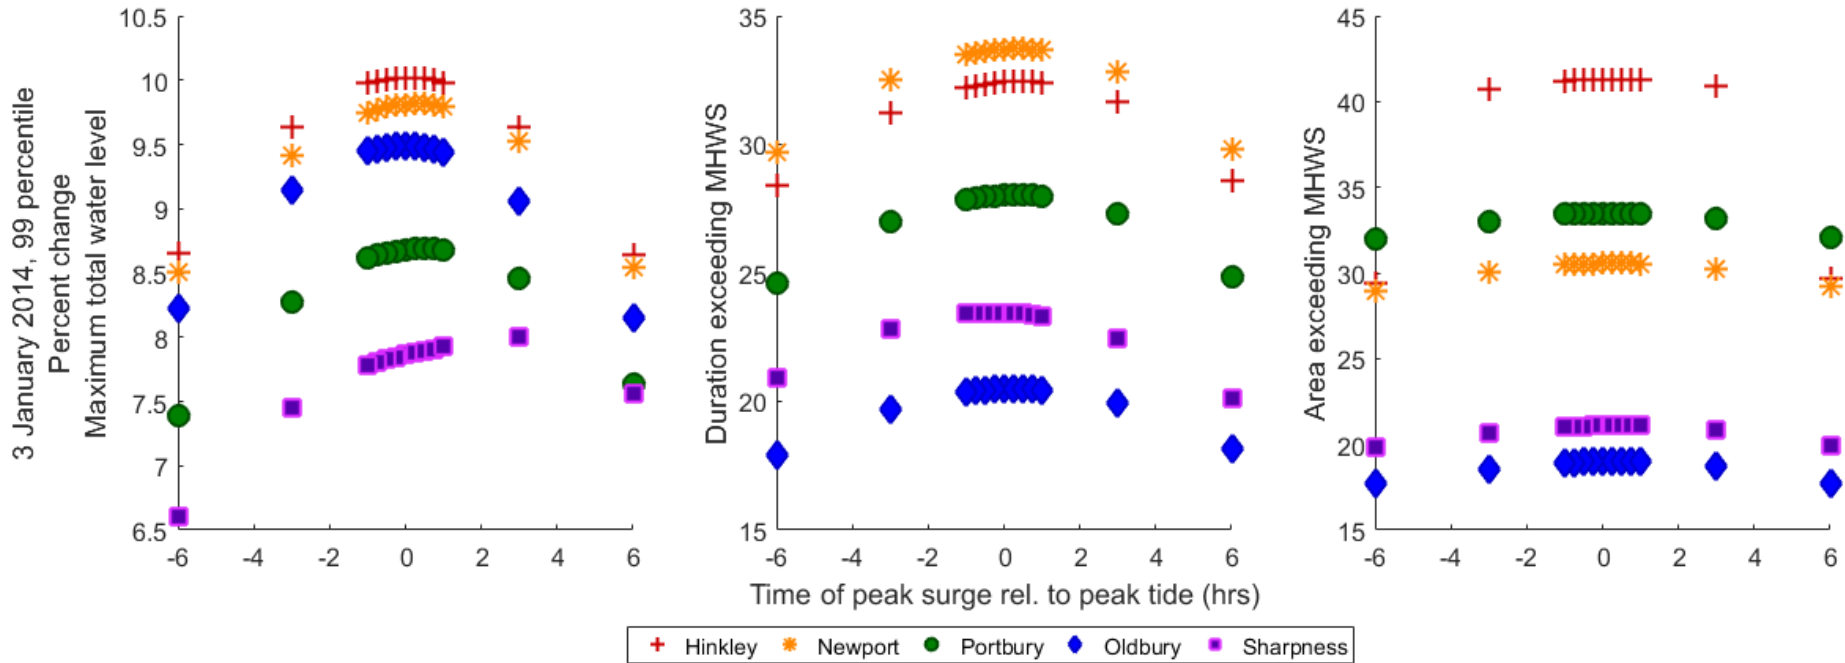 3 January 2014, 99 percentile
Percent change
Maximum total water level
10.5
10
9.5
9
8.5
8
7.5
7
6.5
-6 -4 -2 0 2 4 6
Duration exceeding MHWS
35
30
25
20
15
-6 -4 -2 0 2 4 6
Area exceeding MHWS
45
40
35
30
25
20
15
-6 -4 -2 0 2 4 6
Time of peak surge rel. to peak tide (hrs)
Hinkley Newport Portbury Oldbury Sharpness